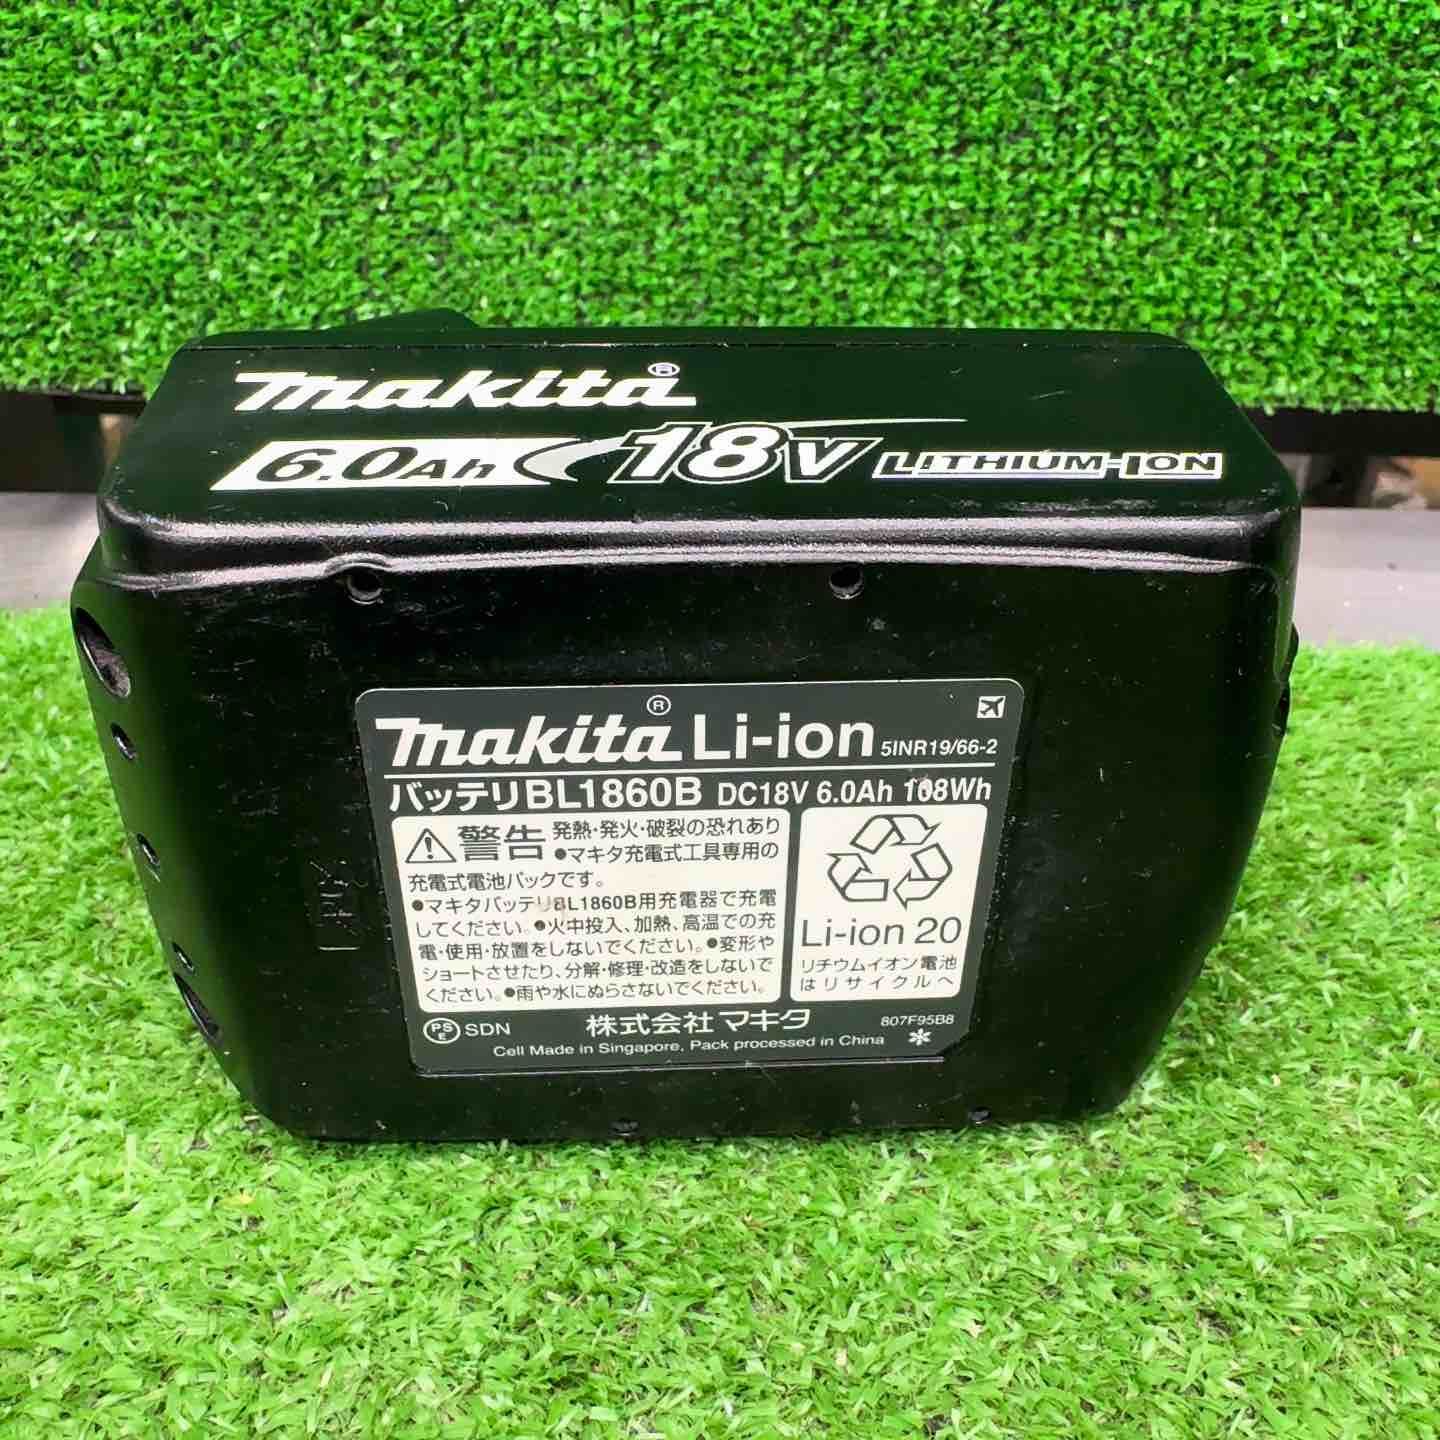 makita®
6.0Ah 18V LITHIUM-ION
makita® Li-ion 5INR19/66-2
バッテリBL1860B DC18V 6.0Ah 108Wh
警告 発熱・発火・破裂の恐れあり
●マキタ充電式工具専用の
充電式電池パックです。
●マキタバッテリBL1860B用充電器で充電
してください。●火中投入、加熱、高温での充
電・使用・放置をしないでください。●変形や
ショートさせたり、分解・修理・改造をしないで
ください。●雨や水にぬらさないでください。
Li-ion 20
リチウムイオン電池
はリサイクルへ
PSE SDN 株式会社マキタ 807F95B8
Cell Made in Singapore, Pack processed in China